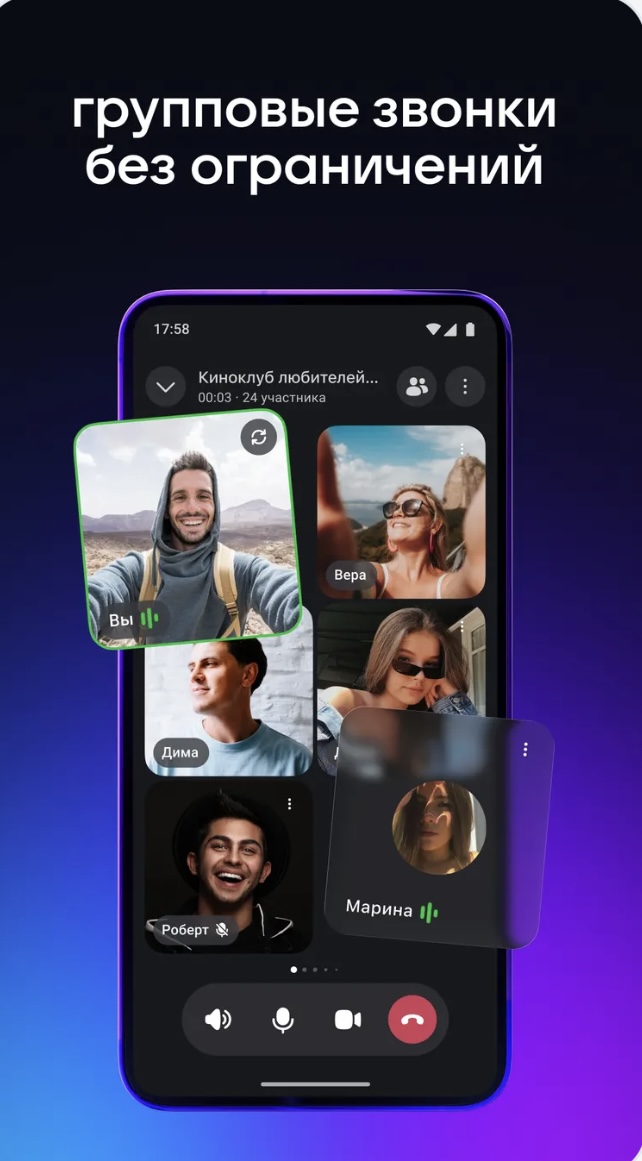 групповые звонки
без ограничений
17:58
Киноклуб любителей...
00:03 · 24 участника
Вы
Вера
Дима
Роберт
Марина